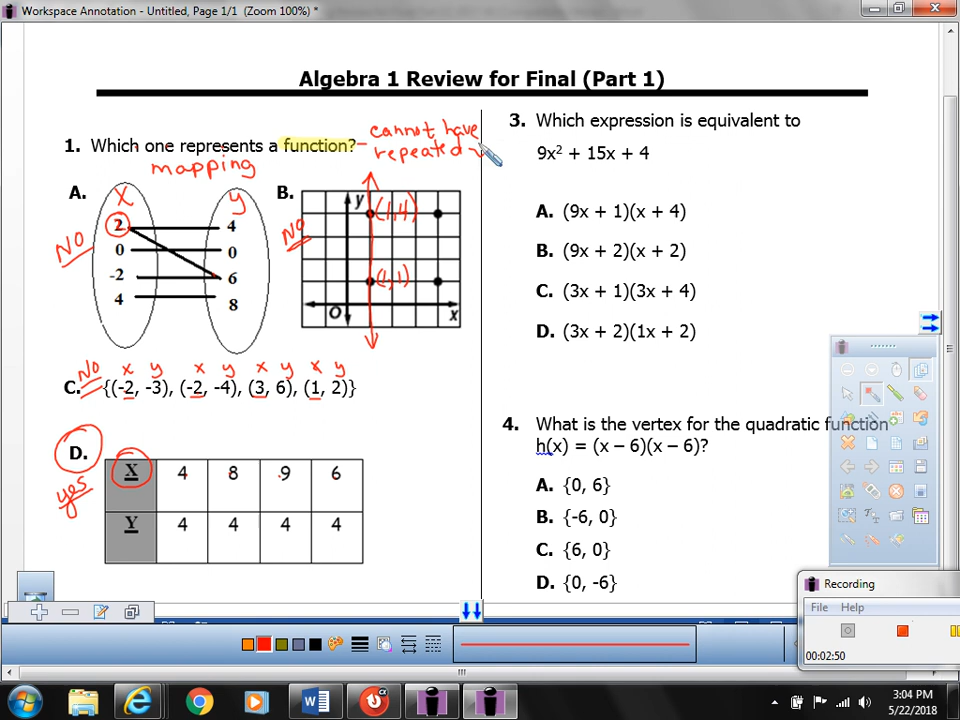 Workspace Annotation - Untitled, Page 1/1 (Zoom 100%) *
Algebra 1 Review for Final (Part 1)
1. Which one represents a function? - cannot have
repeated
mapping
A.
x y
NO
2 4
0 0
-2 6
4 8
B.
NO
y
(1,4)
(1,1)
O x
NO x y x y x y x y
C. {(-2, -3), (-2, -4), (3, 6), (1, 2)}
D.
yes
X 4 8 9 6
Y 4 4 4 4
3. Which expression is equivalent to
9x² + 15x + 4
A. (9x + 1)(x + 4)
B. (9x + 2)(x + 2)
C. (3x + 1)(3x + 4)
D. (3x + 2)(1x + 2)
4. What is the vertex for the quadratic function
h(x) = (x – 6)(x – 6)?
A. {0, 6}
B. {-6, 0}
C. {6, 0}
D. {0, -6}
Recording
File Help
00:02:50
3:04 PM
5/22/2018